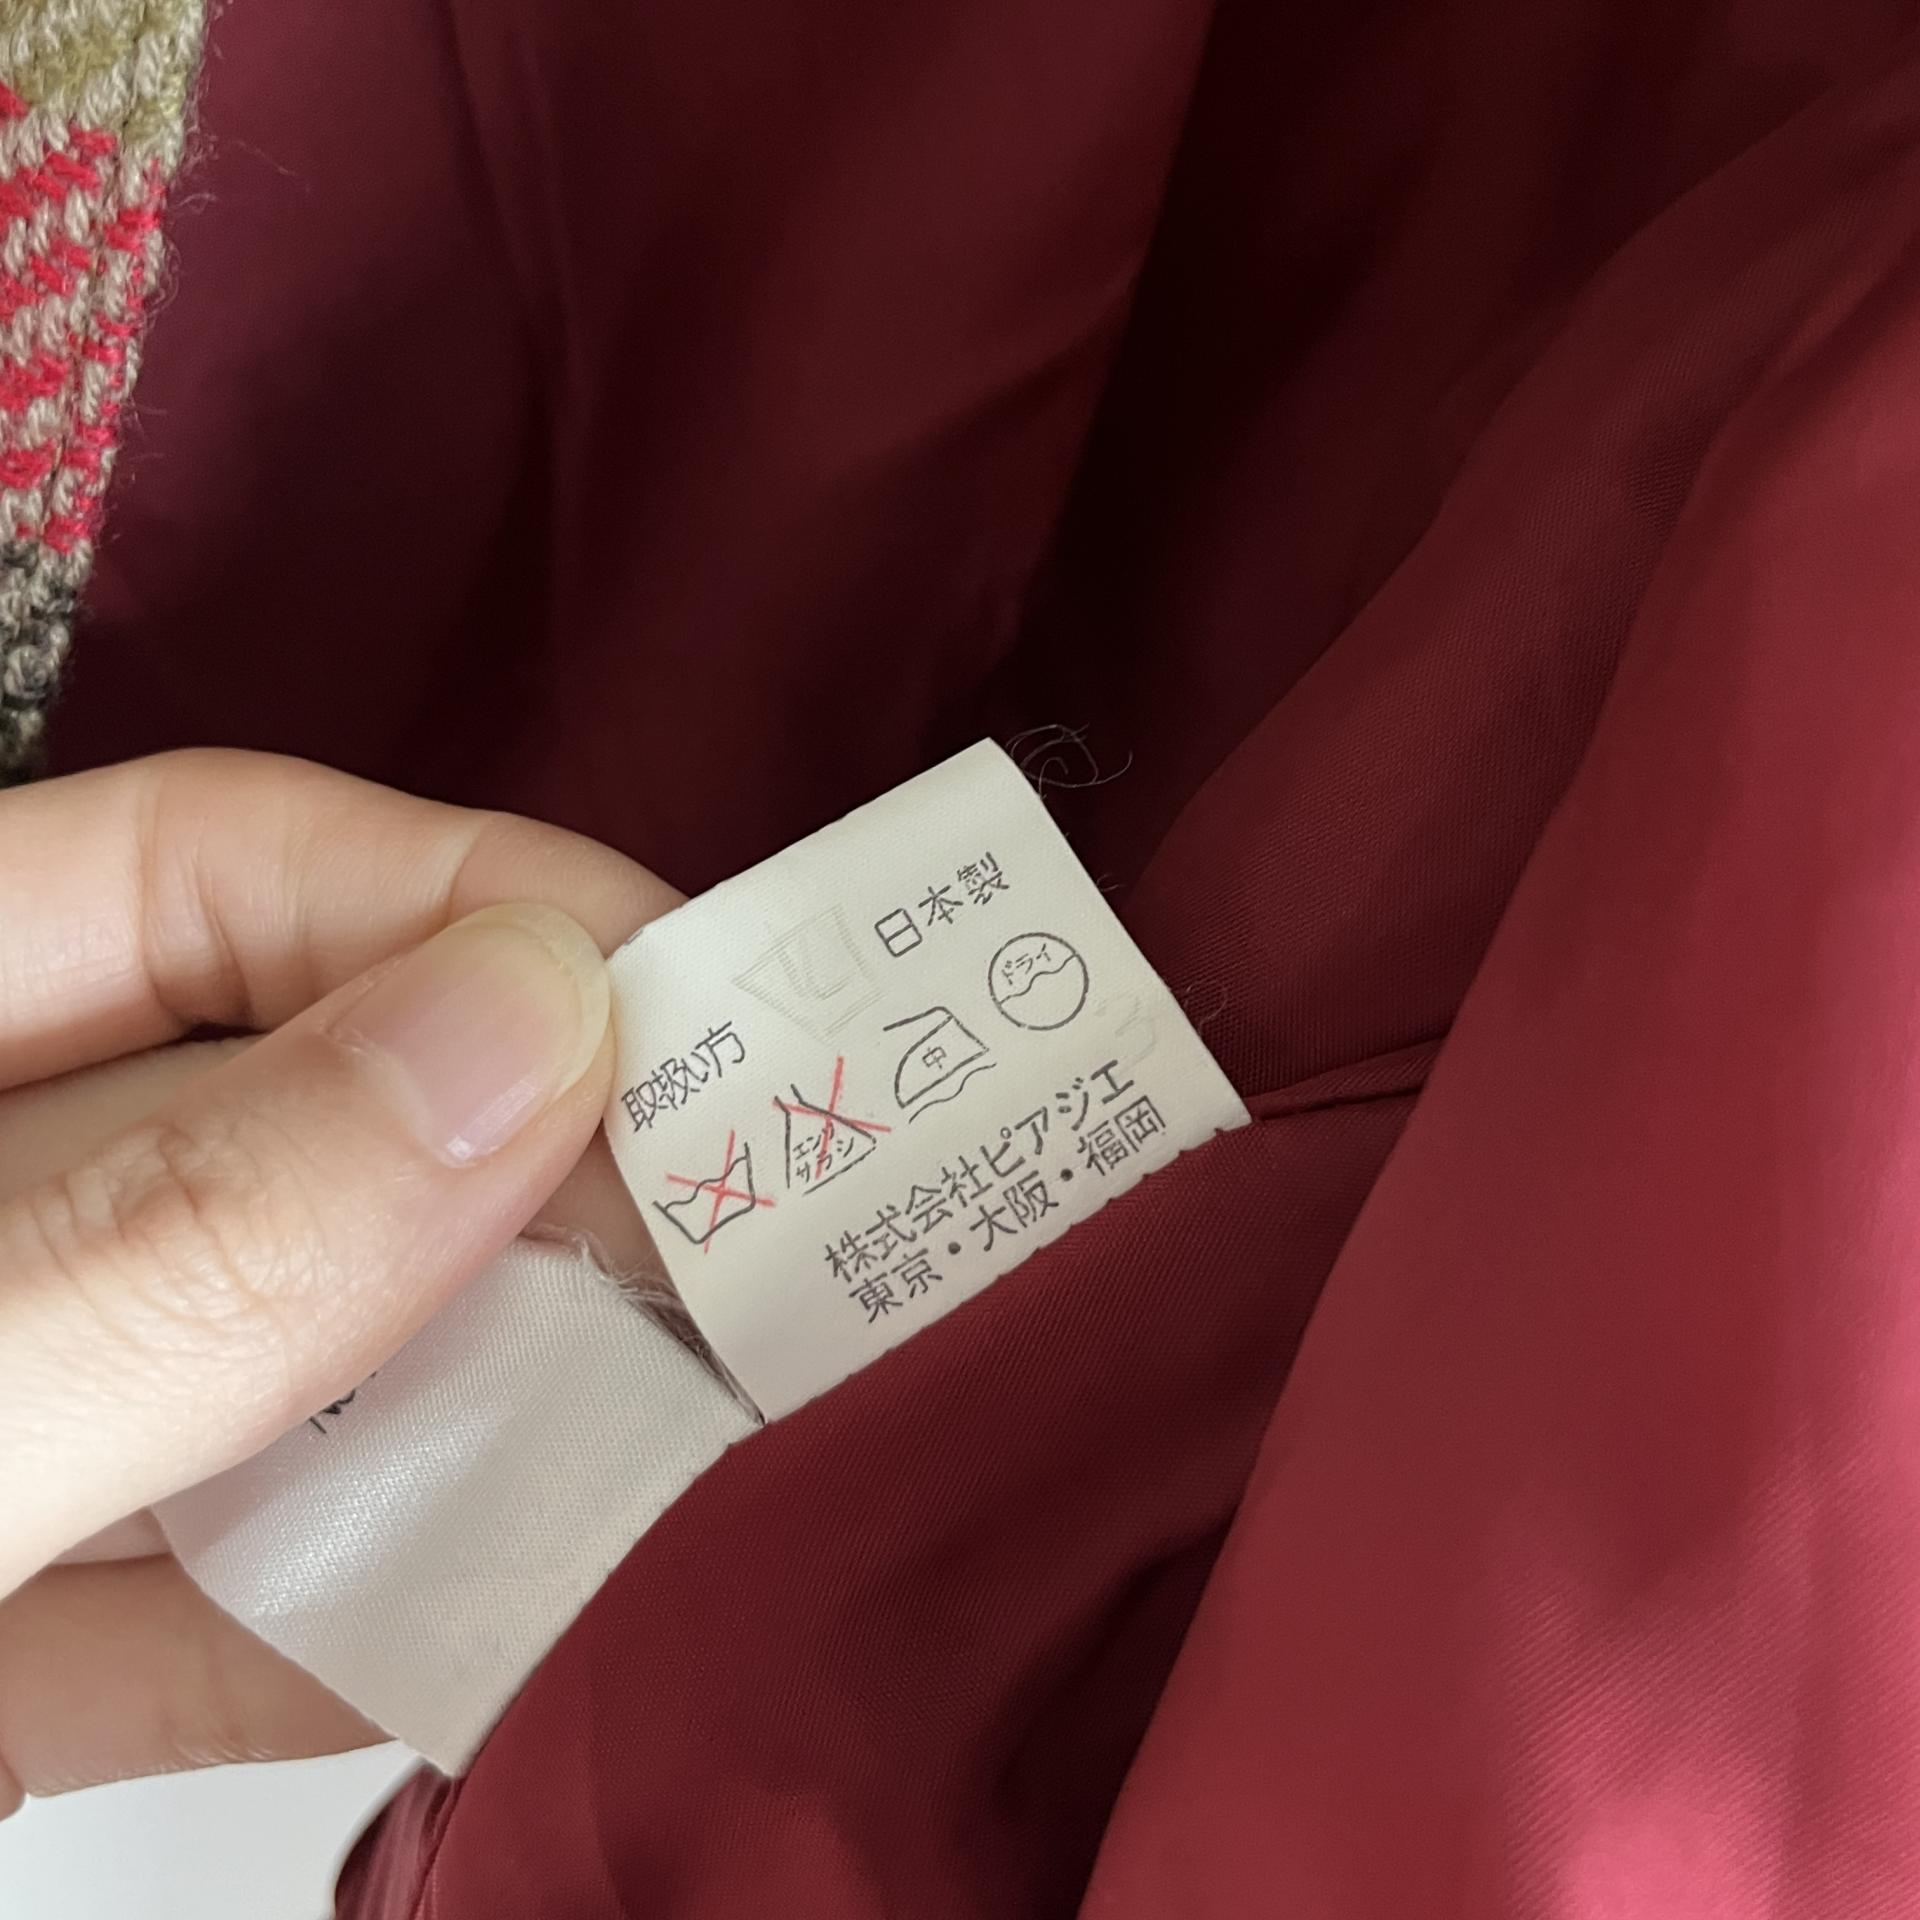 日本製
取扱い方
ドライ
中
エンソ
サラシ
株式会社ピアジエ
東京・大阪・福岡